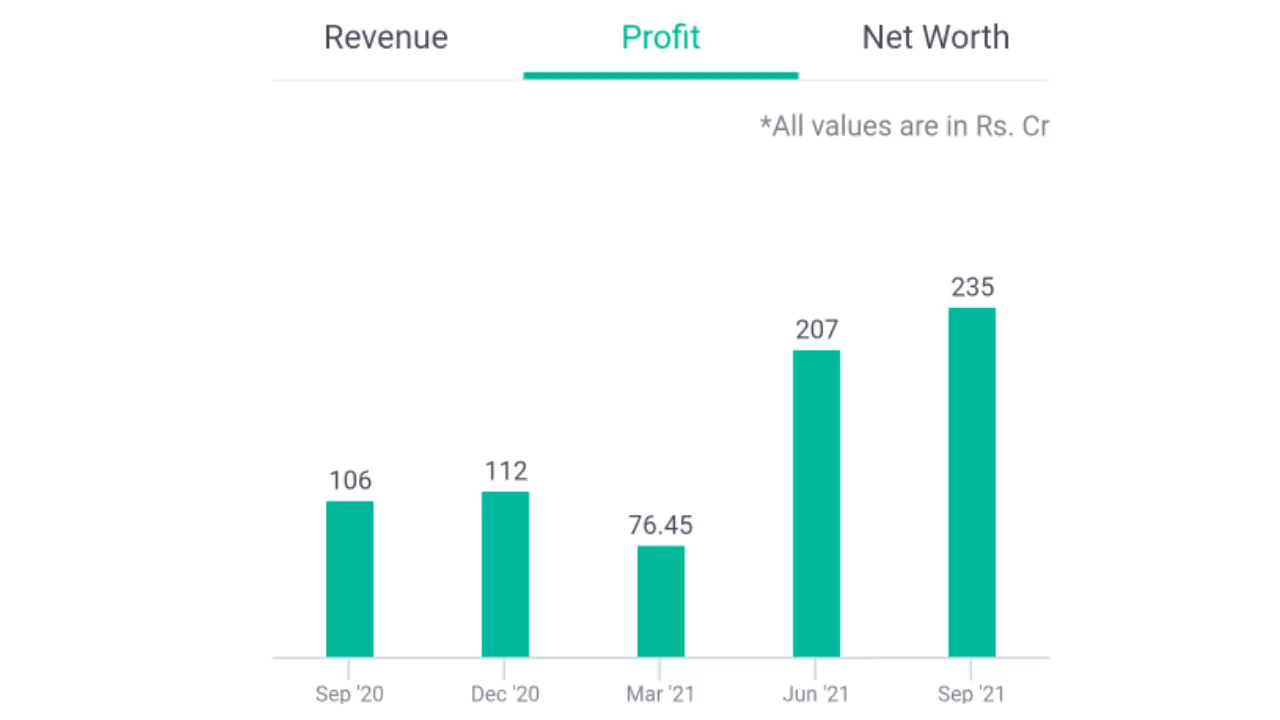 Revenue Profit Net Worth
*All values are in Rs. Cr
235
207
112
106
76.45
Sep '20 Dec '20 Mar '21 Jun '21 Sep '21